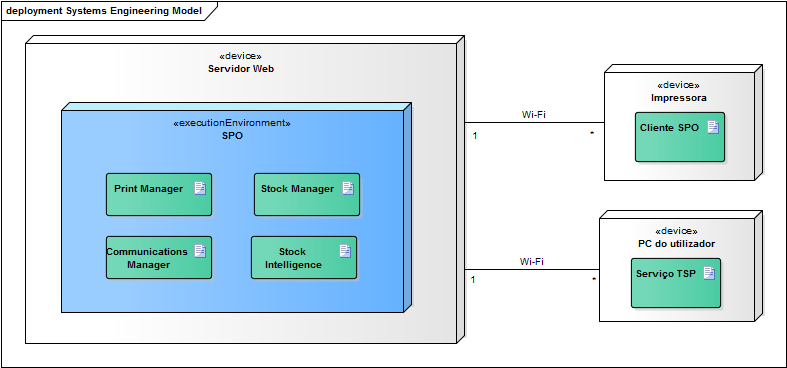 deployment Systems Engineering Model
«device»
Servidor Web
«executionEnvironment»
SPO
Print Manager
Stock Manager
Communications
Manager
Stock
Intelligence
Wi-Fi
1
*
«device»
Impressora
Cliente SPO
Wi-Fi
1
*
«device»
PC do utilizador
Serviço TSP